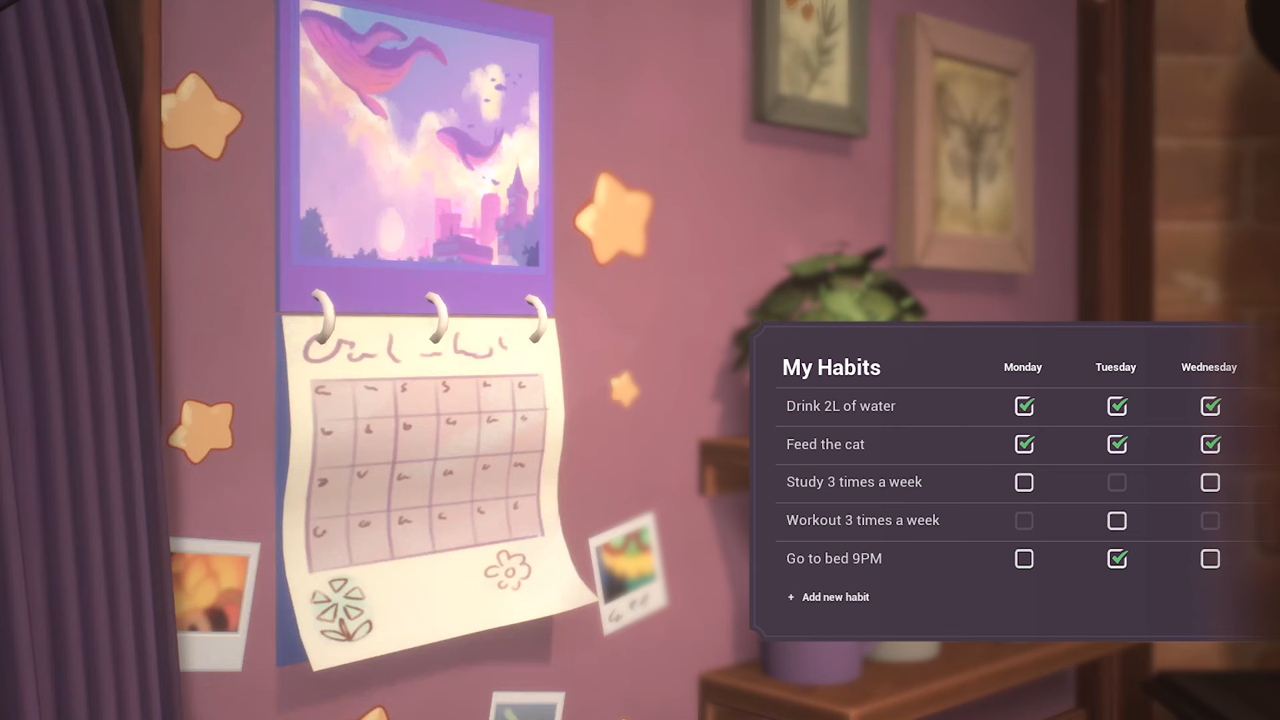 My Habits Monday Tuesday Wednesday
Drink 2L of water
Feed the cat
Study 3 times a week
Workout 3 times a week
Go to bed 9PM
+ Add new habit